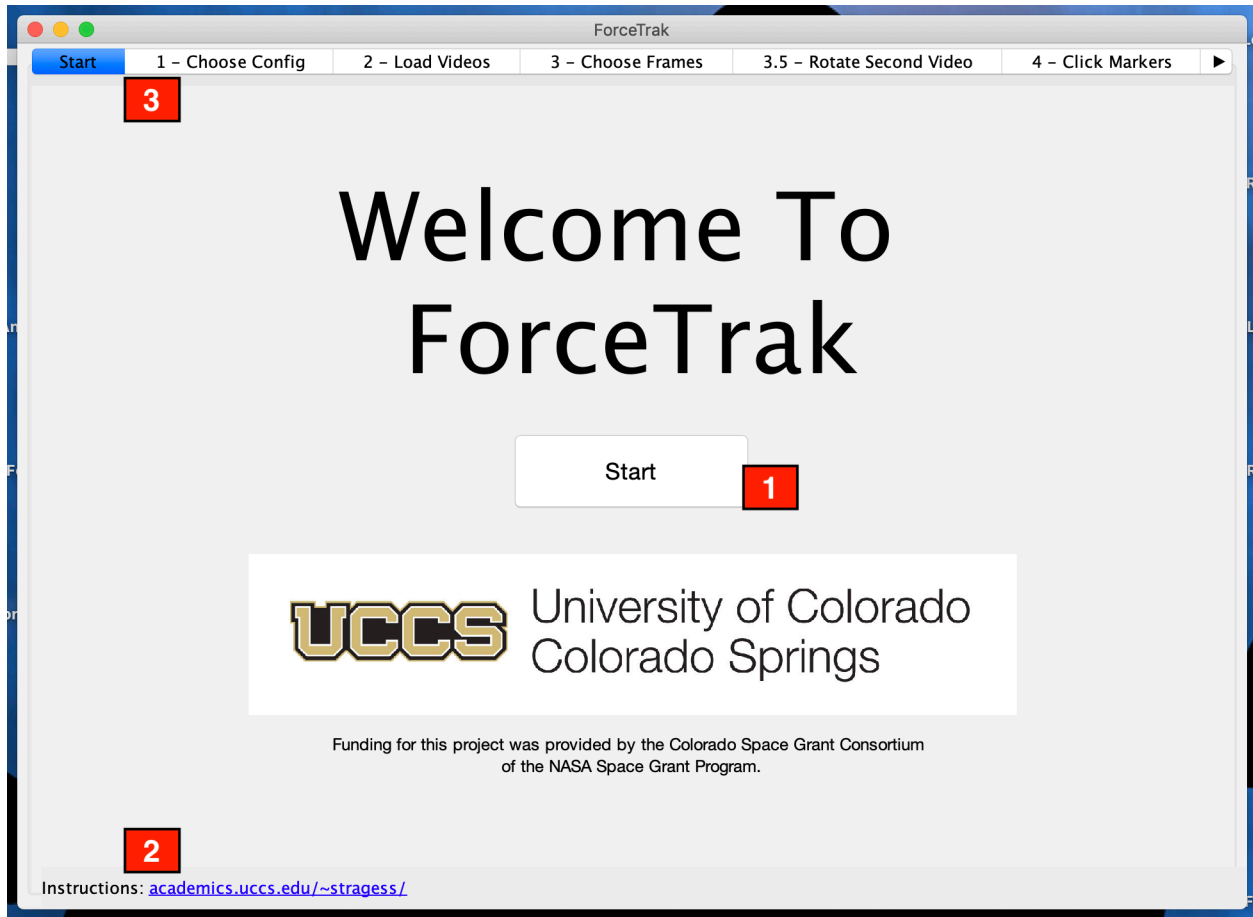 ForceTrak
Start 1 – Choose Config 2 – Load Videos 3 – Choose Frames 3.5 – Rotate Second Video 4 – Click Markers
3
Welcome To
ForceTrak
Start
1
UCCS University of Colorado
Colorado Springs
Funding for this project was provided by the Colorado Space Grant Consortium
of the NASA Space Grant Program.
2
Instructions: academics.uccs.edu/~stragess/